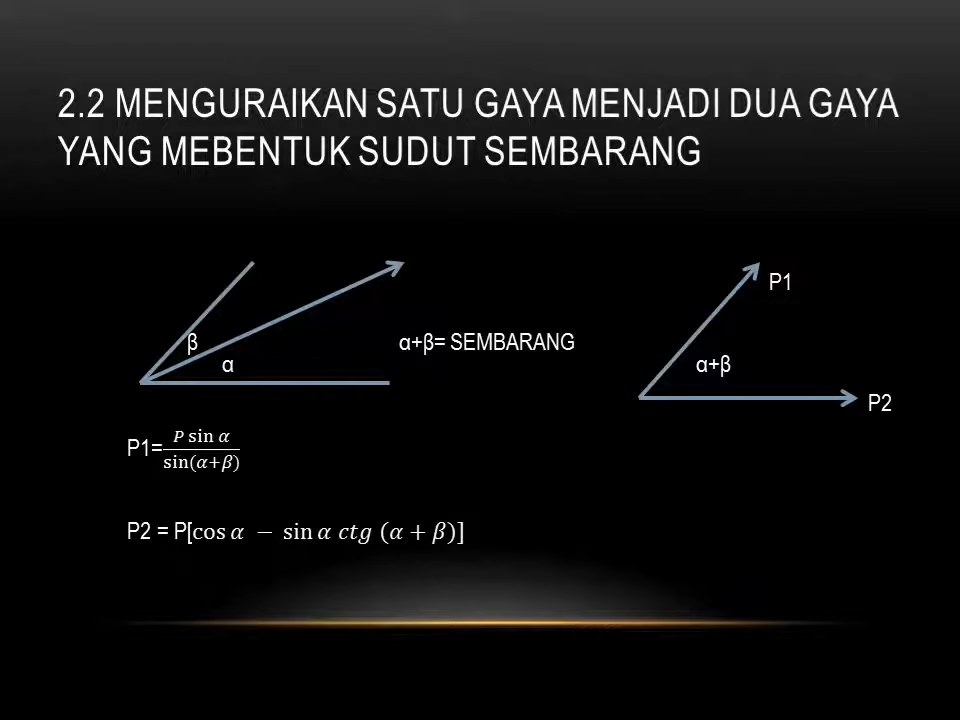 2.2 MENGURAIKAN SATU GAYA MENJADI DUA GAYA
YANG MEBENTUK SUDUT SEMBARANG
P1
β
α+β= SEMBARANG
α
α+β
P2
P1=\frac{P \sin α}{\sin(α+β)}
P2 = P[cos α − sin α ctg (α + β)]